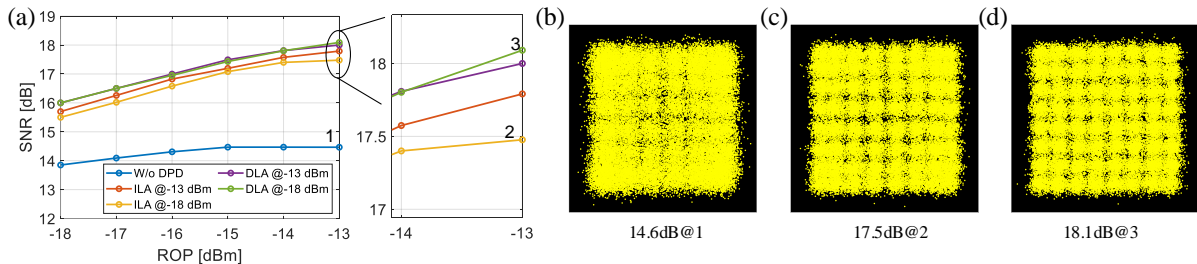 (a)
19
18
17
16
15
14
13
12
SNR [dB]
-18
-17
-16
-15
-14
-13
ROP [dBm]
1
W/o DPD
ILA @-13 dBm
ILA @-18 dBm
DLA @-13 dBm
DLA @-18 dBm
18
17.5
17
-14
-13
3
2
(b)
14.6dB@1
(c)
17.5dB@2
(d)
18.1dB@3